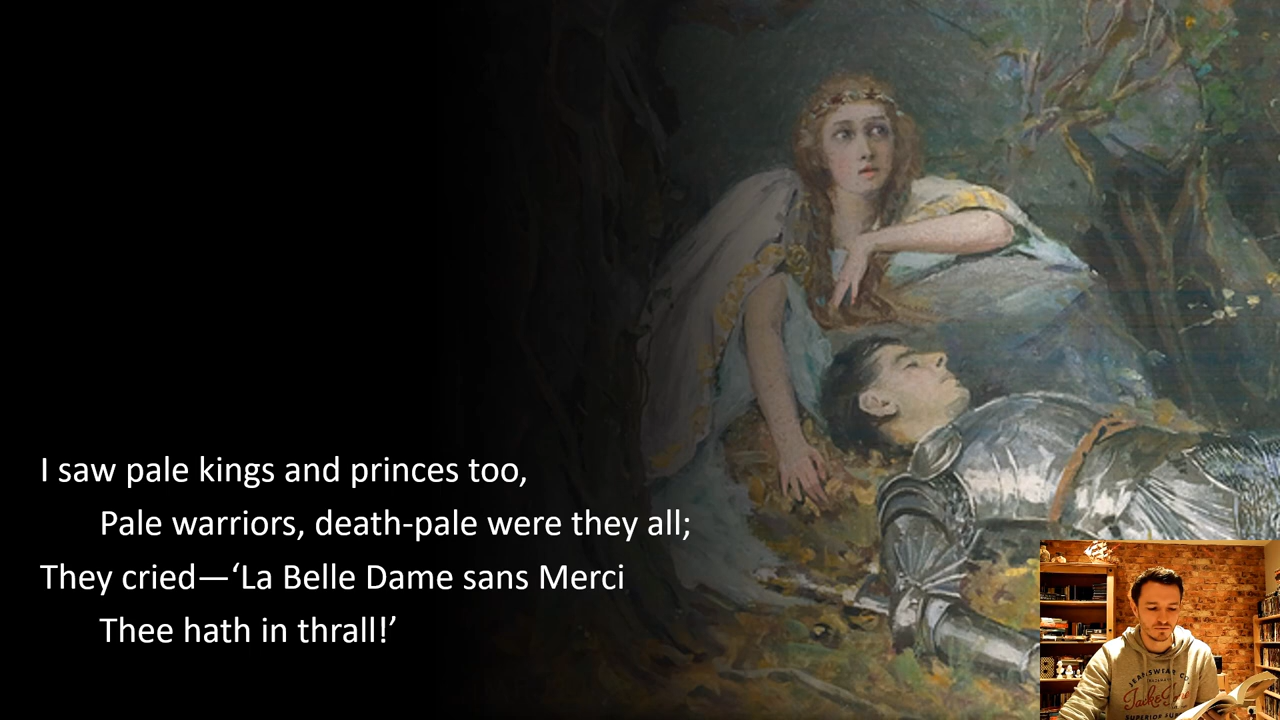 I saw pale kings and princes too,
Pale warriors, death-pale were they all;
They cried—‘La Belle Dame sans Merci
Thee hath in thrall!’